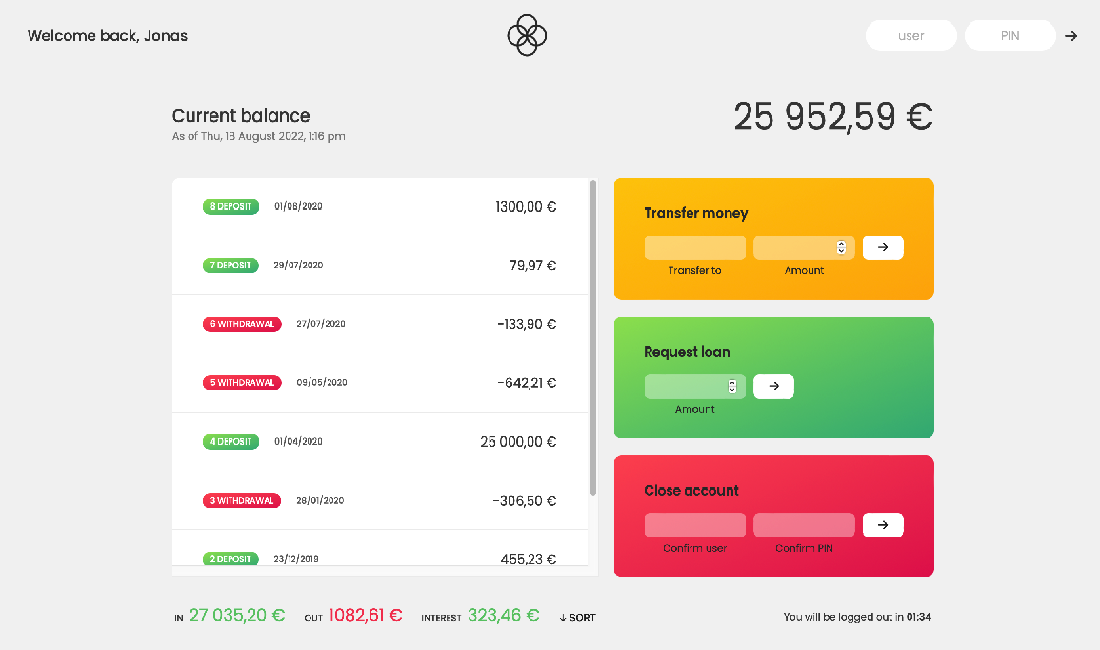 Welcome back, Jonas
user
PIN
→
Current balance
As of Thu, 18 August 2022, 1:16 pm
25 952,59 €
8 DEPOSIT 01/08/2020 1300,00 €
7 DEPOSIT 29/07/2020 79,97 €
6 WITHDRAWAL 27/07/2020 -133,90 €
5 WITHDRAWAL 09/05/2020 -642,21 €
4 DEPOSIT 01/04/2020 25 000,00 €
3 WITHDRAWAL 28/01/2020 -306,50 €
2 DEPOSIT 23/12/2019 455,23 €
Transfer money
→
Transfer to Amount
Request loan
→
Amount
Close account
→
Confirm user Confirm PIN
IN 27 035,20 € OUT 1082,61 € INTEREST 323,46 € ↓ SORT
You will be logged out in 01:34